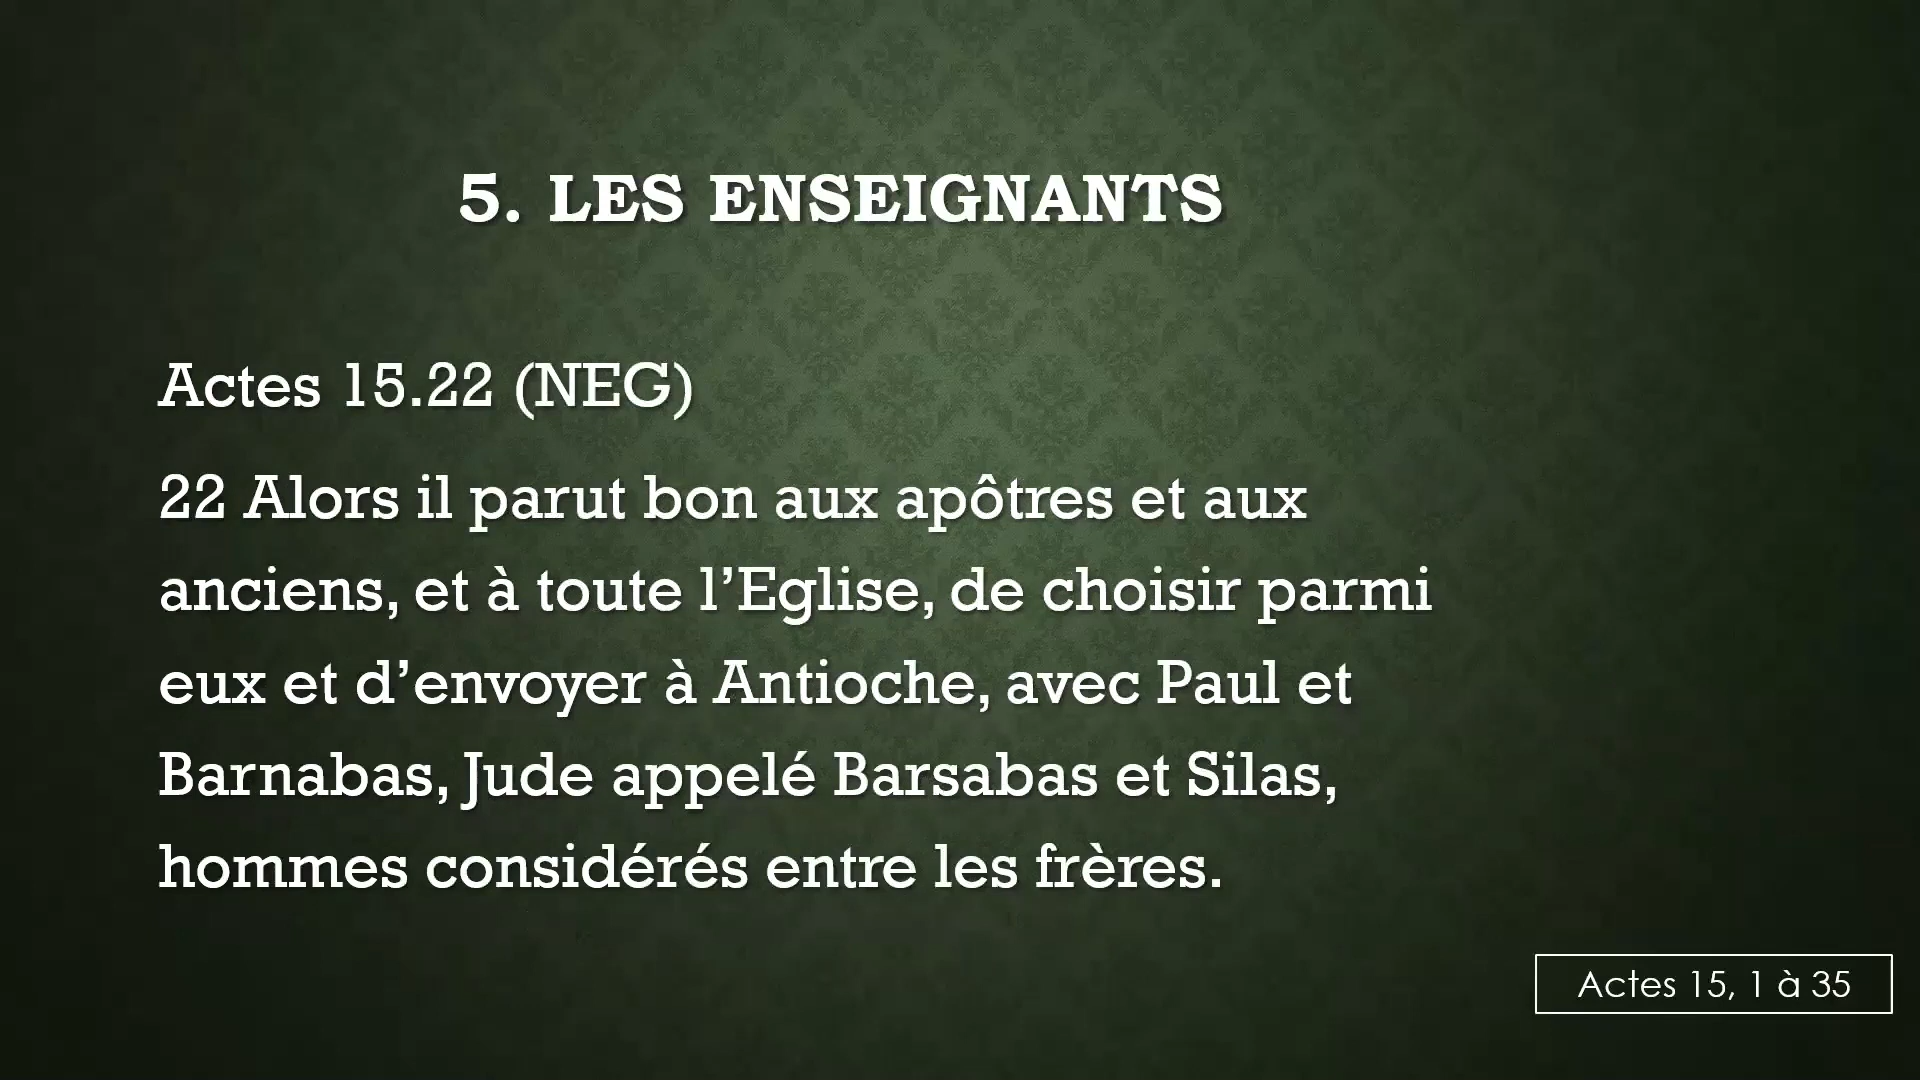 5. LES ENSEIGNANTS
Actes 15.22 (NEG)
22 Alors il parut bon aux apôtres et aux
anciens, et à toute l’Eglise, de choisir parmi
eux et d’envoyer à Antioche, avec Paul et
Barnabas, Jude appelé Barsabas et Silas,
hommes considérés entre les frères.
Actes 15, 1 à 35